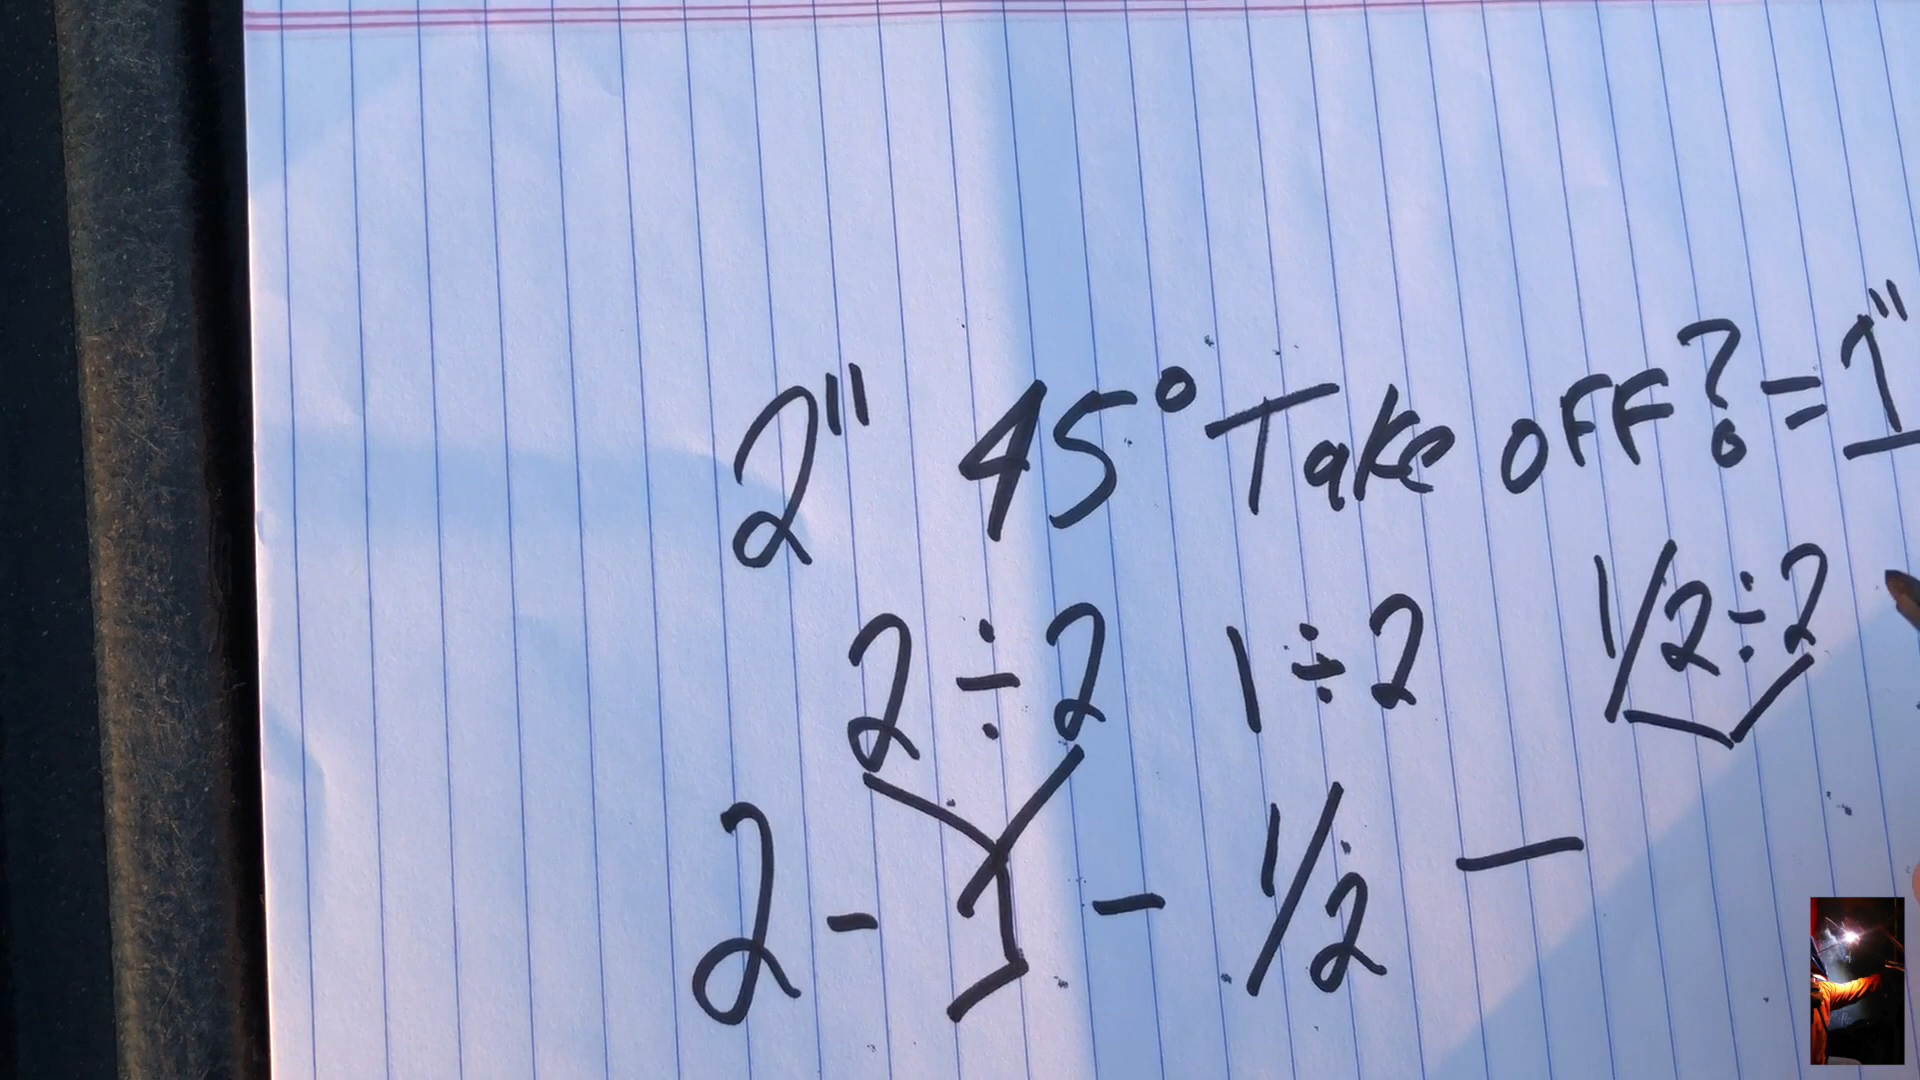 2" 45° Take off? = 1"
2 ÷ 2 1 ÷ 2 1/2 ÷ 2
2 - 1 - 1/2 -